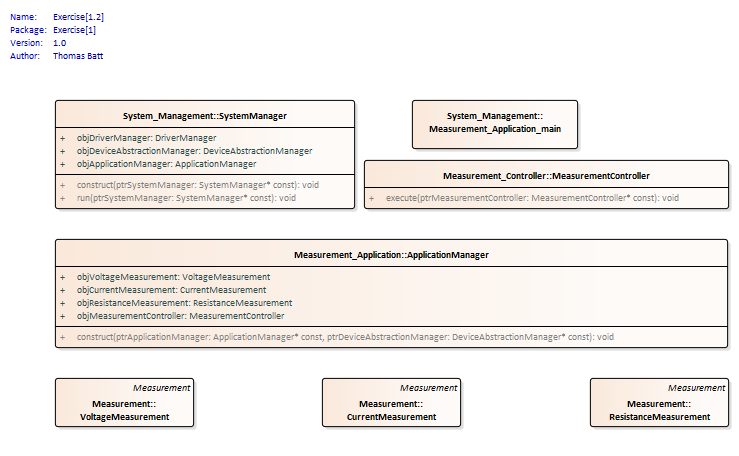 Name: Exercise[1.2]
Package: Exercise[1]
Version: 1.0
Author: Thomas Batt
System_Management::SystemManager
+ objDriverManager: DriverManager
+ objDeviceAbstractionManager: DeviceAbstractionManager
+ objApplicationManager: ApplicationManager
+ construct(ptrSystemManager: SystemManager* const): void
+ run(ptrSystemManager: SystemManager* const): void
System_Management::
Measurement_Application_main
Measurement_Controller::MeasurementController
+ execute(ptrMeasurementController: MeasurementController* const): void
Measurement_Application::ApplicationManager
+ objVoltageMeasurement: VoltageMeasurement
+ objCurrentMeasurement: CurrentMeasurement
+ objResistanceMeasurement: ResistanceMeasurement
+ objMeasurementController: MeasurementController
+ construct(ptrApplicationManager: ApplicationManager* const, ptrDeviceAbstractionManager: DeviceAbstractionManager* const): void
Measurement
Measurement::
VoltageMeasurement
Measurement
Measurement::
CurrentMeasurement
Measurement
Measurement::
ResistanceMeasurement